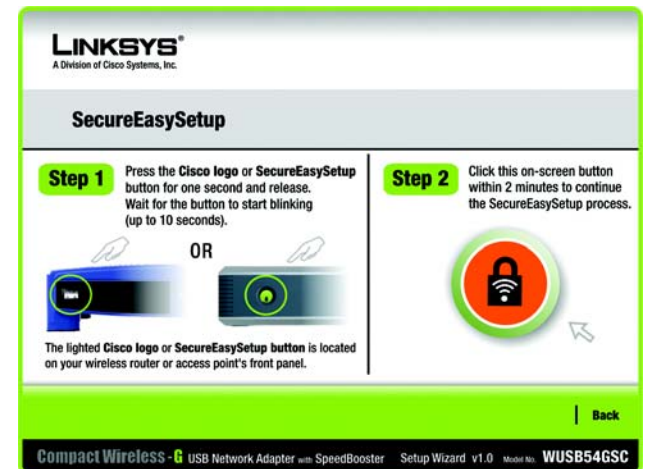 LINKSYS®
A Division of Cisco Systems, Inc.
SecureEasySetup
Step 1
Press the Cisco logo or SecureEasySetup
button for one second and release.
Wait for the button to start blinking
(up to 10 seconds).
OR
The lighted Cisco logo or SecureEasySetup button is located
on your wireless router or access point's front panel.
Step 2
Click this on-screen button
within 2 minutes to continue
the SecureEasySetup process.
Back
Compact Wireless-G USB Network Adapter with SpeedBooster Setup Wizard v1.0 Model No. WUSB54GSC